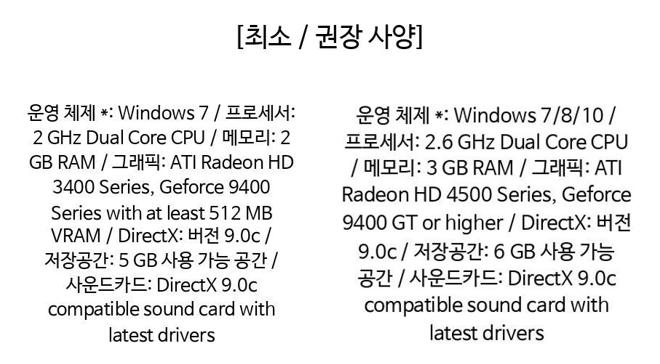 [최소 / 권장 사양]
운영 체제 *: Windows 7 / 프로세서:
2 GHz Dual Core CPU / 메모리: 2
GB RAM / 그래픽: ATI Radeon HD
3400 Series, Geforce 9400
Series with at least 512 MB
VRAM / DirectX: 버전 9.0c /
저장공간: 5 GB 사용 가능 공간 /
사운드카드: DirectX 9.0c
compatible sound card with
latest drivers
운영 체제 *: Windows 7/8/10 /
프로세서: 2.6 GHz Dual Core CPU
/ 메모리: 3 GB RAM / 그래픽: ATI
Radeon HD 4500 Series, Geforce
9400 GT or higher / DirectX: 버전
9.0c / 저장공간: 6 GB 사용 가능
공간 / 사운드카드: DirectX 9.0c
compatible sound card with
latest drivers